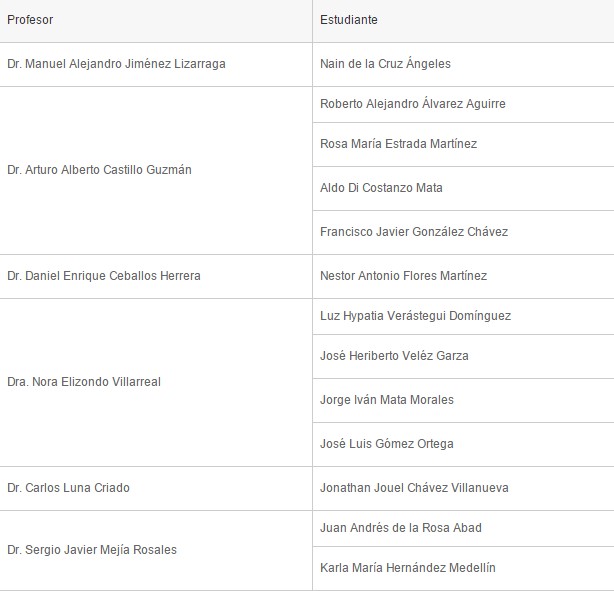 Profesor Estudiante
Dr. Manuel Alejandro Jiménez Lizarraga Nain de la Cruz Ángeles
Dr. Arturo Alberto Castillo Guzmán
Roberto Alejandro Álvarez Aguirre
Rosa María Estrada Martínez
Aldo Di Costanzo Mata
Francisco Javier González Chávez
Dr. Daniel Enrique Ceballos Herrera Nestor Antonio Flores Martínez
Dra. Nora Elizondo Villarreal
Luz Hypatia Verástegui Domínguez
José Heriberto Veléz Garza
Jorge Iván Mata Morales
José Luis Gómez Ortega
Dr. Carlos Luna Criado Jonathan Jouel Chávez Villanueva
Dr. Sergio Javier Mejía Rosales
Juan Andrés de la Rosa Abad
Karla María Hernández Medellín